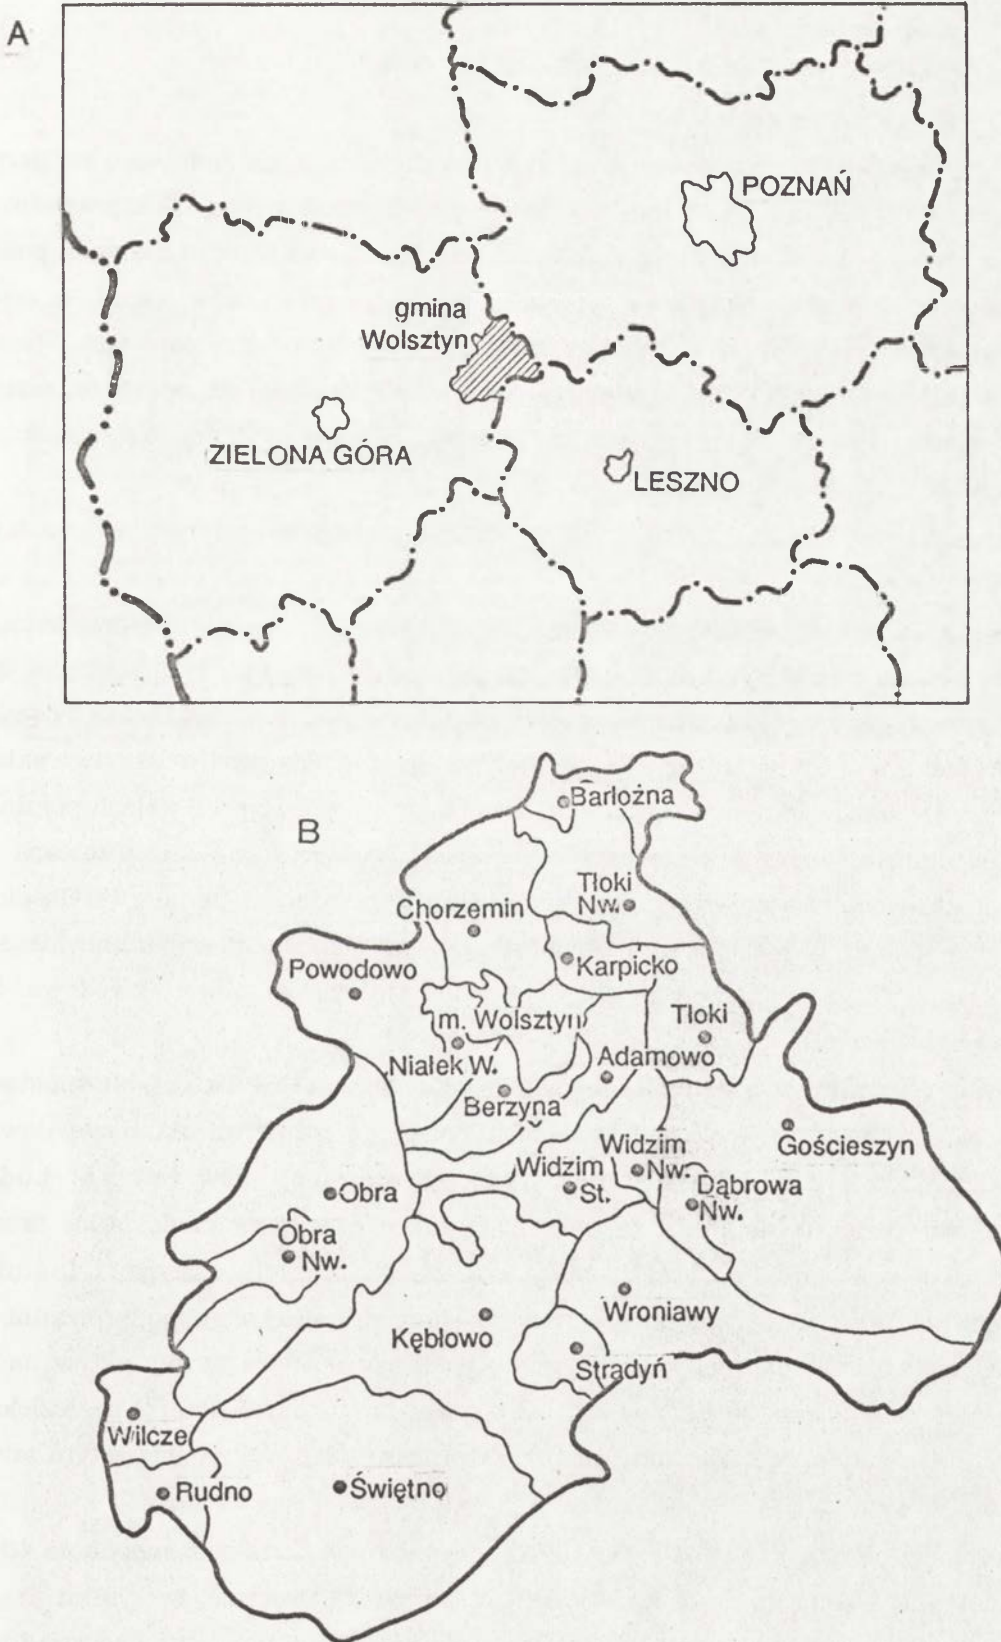 A
POZNAŃ
gmina
Wolsztyn
ZIELONA GÓRA
LESZNO
B
Barłożna
Tłoki
Nw.
Chorzemin
Karpicko
Powodowo
m. Wolsztyn
Tłoki
Niałek W.
Adamowo
Berzyna
Gościeszyn
Widzim
Nw.
Widzim
St.
Dąbrowa
Nw.
Obra
Obra
Nw.
Wroniawy
Kębłowo
Stradyń
Wilcze
Rudno
Świętno